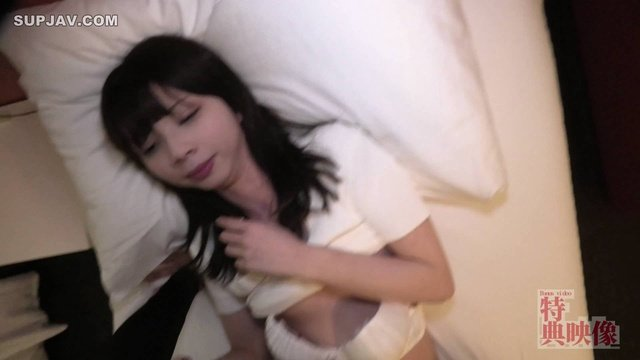 SUPJAV.COM
Bonus video
特
典映像